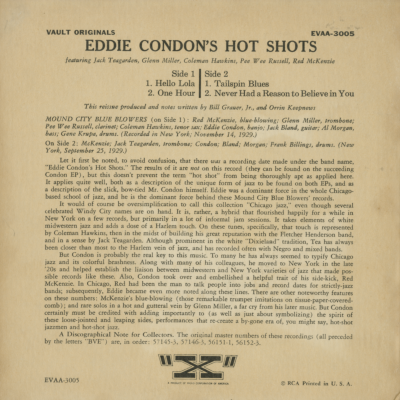 VAULT ORIGINALS EVAA-3005
EDDIE CONDON'S HOT SHOTS
featuring Jack Teagarden, Glenn Miller, Coleman Hawkins, Pee Wee Russell, Red McKenzie
Side 1 Side 2
1. Hello Lola 1. Tailspin Blues
2. One Hour 2. Never Had a Reason to Believe in You
This reissue produced and notes written by Bill Grauer, Jr., and Orrin Keepnews
MOUND CITY BLUE BLOWERS (on Side 1): Red McKenzie, blue-blowing; Glenn Miller, trombone;
Pee Wee Russell, clarinet; Coleman Hawkins, tenor sax; Eddie Condon, banjo; Jack Bland, guitar; Al Morgan,
bass; Gene Krupa, drums. (Recorded in New York; November 14, 1929.)
On Side 2: McKenzie; Jack Teagarden, trombone; Condon; Bland; Morgan; Frank Billings, drums. (New
York, September 25, 1929.)
Let it first be noted, to avoid confusion, that there was a recording date made under the band name,
"Eddie Condon's Hot Shots." The results of it are not on this record (they can be found on the succeeding
Condon EP), but this doesn't prevent the term "hot shot" from being thoroughly apt as applied here.
It applies quite well, both as a description of the unique form of jazz to be found on both EPs, and as
a description of the slick, bow-tied Mr. Condon himself. Eddie was a dominant force in the whole Chicago-
based school of jazz, and he is the dominant force behind these Mound City Blue Blowers' records.
It would of course be oversimplification to call this collection "Chicago jazz," even though several
celebrated Windy City names are on hand. It is, rather, a hybrid that flourished happily for a while in
New York on a few records, but primarily in a lot of informal jam sessions. It takes elements of white
midwestern jazz and adds a dose of a Harlem touch. On these tunes, specifically, that touch is represented
by Coleman Hawkins, then in the midst of building his great reputation with the Fletcher Henderson band,
and in a sense by Jack Teagarden. Although prominent in the white "Dixieland" tradition, Tea has always
been closer than most to the Harlem vein of jazz, and has recorded often with Negro and mixed bands.
But Condon is probably the real key to this music. To many he has always seemed to typify Chicago
jazz and its colorful brashness. Along with many of his colleagues, he moved to New York in the late
'20s and helped establish the liaison between midwestern and New York varieties of jazz that made pos-
sible records like these. Also, Condon took over and embellished a helpful trait of his side-kick, Red
McKenzie. In Chicago, Red had been the man to talk people into jobs and record dates for strictly-jazz
bands; subsequently, Eddie became even more noted along these lines. There are other noteworthy features
on these numbers: McKenzie's blue-blowing (those remarkable trumpet imitations on tissue-paper-covered-
comb); and rare solos in a hot and gutteral vein by Glenn Miller, a far cry from his later music. But Condon
certainly must be credited with adding importantly to (as well as just about symbolizing) the spirit of
these loose-jointed and leaping sides, performances that re-create a by-gone era of, you might say, hot-shot
jazzmen and hot-shot jazz.
A Discographical Note for Collectors. The original master numbers of these recordings (all preceded
by the letters "BVE") are, in order: 57145-3, 57146-3, 56151-1, 56152-3.
"X"
EVAA-3005 © RCA Printed in U. S. A.